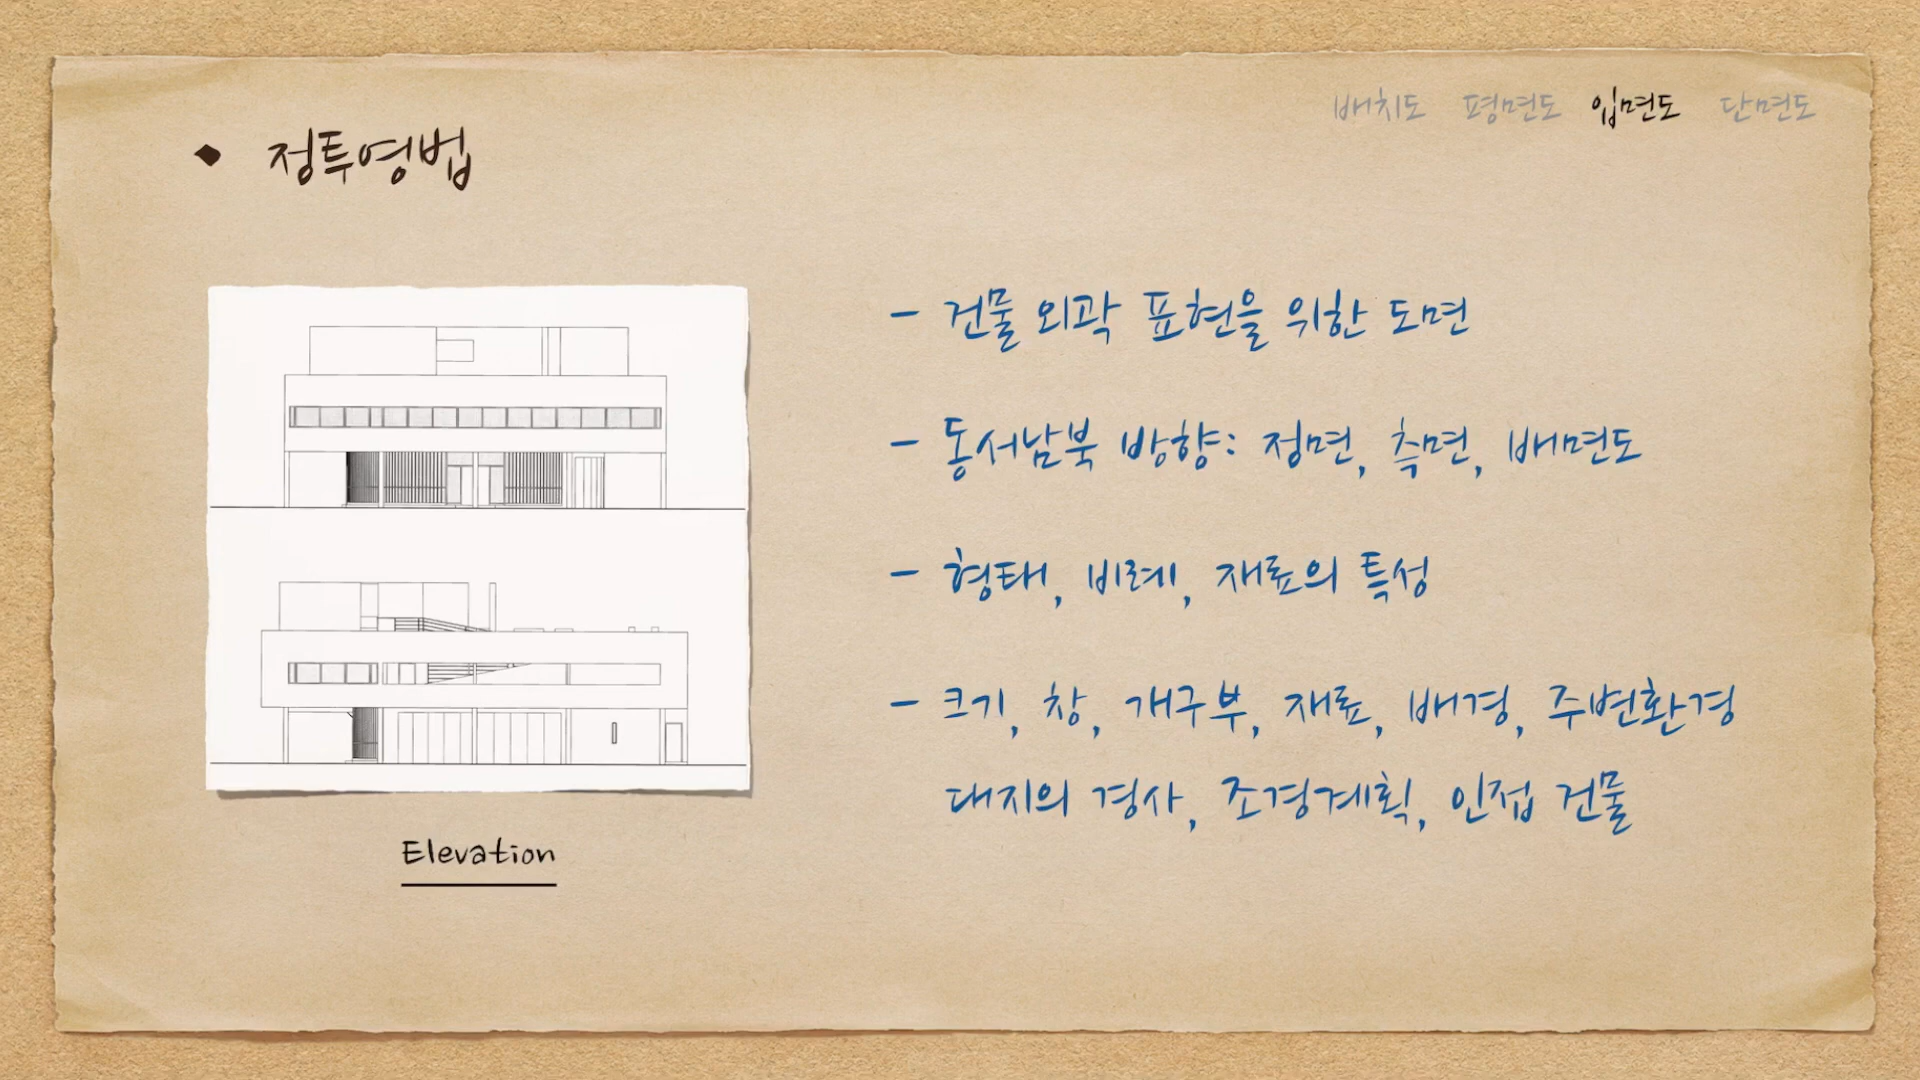 배치도 평면도 입면도 단면도
◆ 정투영법
- 건물 외곽 표현을 위한 도면
- 동서남북 방향: 정면, 측면, 배면도
- 형태, 비례, 재료의 특성
- 크기, 창, 개구부, 재료, 배경, 주변환경
대지의 경사, 조경계획, 인접 건물
Elevation